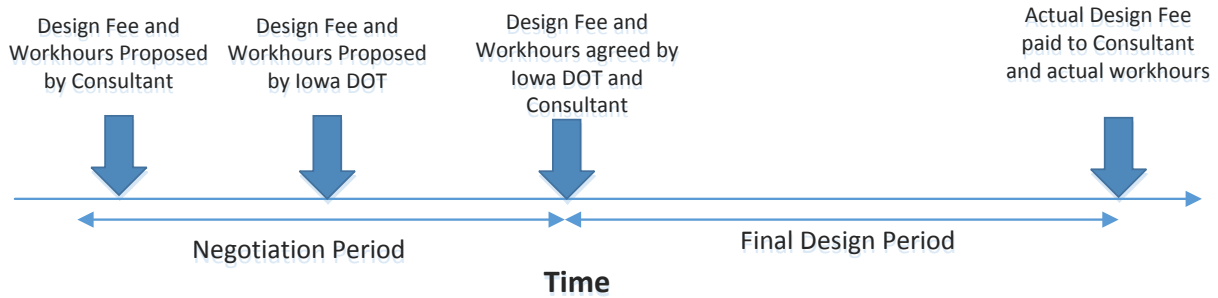 Design Fee and
Workhours Proposed
by Consultant
Design Fee and
Workhours Proposed
by Iowa DOT
Design Fee and
Workhours agreed by
Iowa DOT and
Consultant
Actual Design Fee
paid to Consultant
and actual workhours
Negotiation Period
Final Design Period
Time